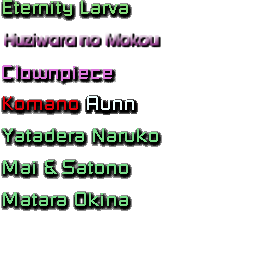 Eternity Larva
Huziwara no Mokou
Clownpiece
Komano Aunn
Yatadera Naruko
Mai & Satono
Matara Okina